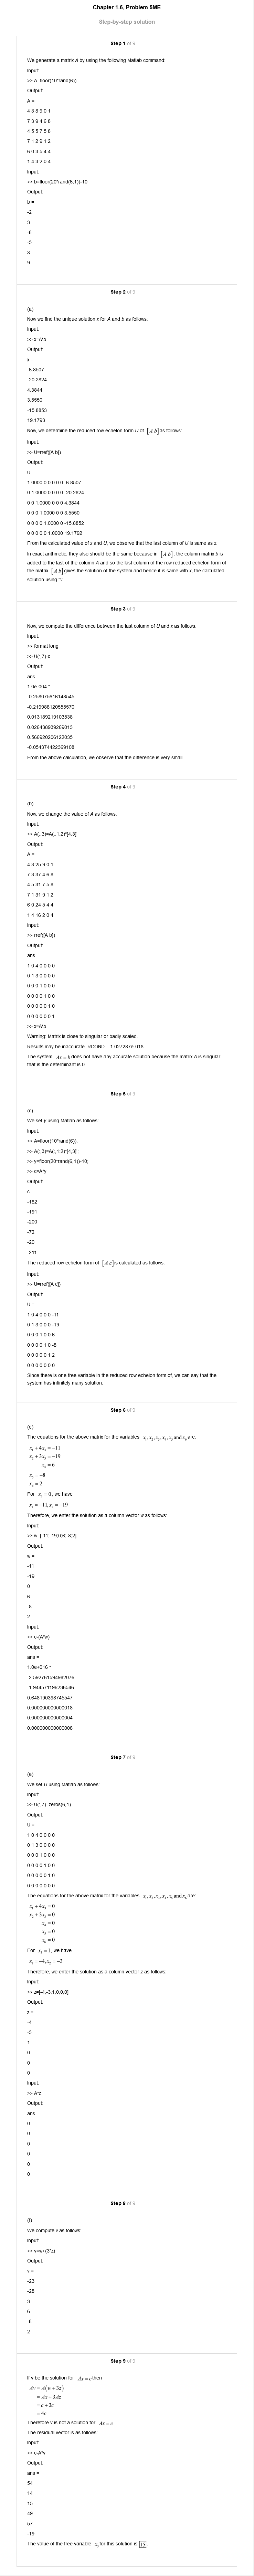 Chapter 1.6, Problem 5ME
Step-by-step solution
Step 1 of 9
We generate a matrix A by using the following Matlab command:
Input:
>> A=floor(10*rand(6))
Output:
A =
4 3 8 9 0 1
7 3 9 4 6 8
4 5 5 7 5 8
7 1 2 9 1 2
6 0 3 5 4 4
1 4 3 2 0 4
Input:
>> b=floor(20*rand(6,1))-10
Output:
b =
-2
3
-8
-5
3
9
Step 2 of 9
(a)
Now we find the unique solution x for A and b as follows:
Input:
>> x=A\b
Output:
x =
-6.8507
-20.2824
4.3844
3.5550
-15.8853
19.1793
Now, we determine the reduced row echelon form U of [A b] as follows:
Input:
>> U=rref([A b])
Output:
U =
1.0000 0 0 0 0 0 -6.8507
0 1.0000 0 0 0 0 -20.2824
0 0 1.0000 0 0 0 4.3844
0 0 0 1.0000 0 0 3.5550
0 0 0 0 1.0000 0 -15.8852
0 0 0 0 0 1.0000 19.1792
From the calculated value of x and U, we observe that the last column of U is same as x.
In exact arithmetic, they also should be the same because in [A b], the column matrix b is
added to the last of the column A and so the last column of the row reduced echelon form of
the matrix [A b] gives the solution of the system and hence it is same with x, the calculated
solution using "\".
Step 3 of 9
Now, we compute the difference between the last column of U and x as follows:
Input:
>> format long
>> U(:,7)-x
Output:
ans =
1.0e-004 *
-0.258075616148545
-0.219988120555570
0.013189219103538
0.026438939269013
0.566920206122035
-0.054374422369108
From the above calculation, we observe that the difference is very small.
Step 4 of 9
(b)
Now, we change the value of A as follows:
Input:
>> A(:,3)=A(:,1:2)*[4,3]'
Output:
A =
4 3 25 9 0 1
7 3 37 4 6 8
4 5 31 7 5 8
7 1 31 9 1 2
6 0 24 5 4 4
1 4 16 2 0 4
Input:
>> rref([A b])
Output:
ans =
1 0 4 0 0 0 0
0 1 3 0 0 0 0
0 0 0 1 0 0 0
0 0 0 0 1 0 0
0 0 0 0 0 1 0
0 0 0 0 0 0 1
>> x=A\b
Warning: Matrix is close to singular or badly scaled.
Results may be inaccurate. RCOND = 1.027287e-018.
The system Ax = b does not have any accurate solution because the matrix A is singular
that is the determinant is 0.
Step 5 of 9
(c)
We set y using Matlab as follows:
Input:
>> A=floor(10*rand(6));
>> A(:,3)=A(:,1:2)*[4,3]';
>> y=floor(20*rand(6,1))-10;
>> c=A*y
Output:
c =
-182
-191
-200
-72
-20
-211
The reduced row echelon form of [A c] is calculated as follows:
Input:
>> U=rref([A c])
Output:
U =
1 0 4 0 0 0 -11
0 1 3 0 0 0 -19
0 0 0 1 0 0 6
0 0 0 0 1 0 -8
0 0 0 0 0 1 2
0 0 0 0 0 0 0
Since there is one free variable in the reduced row echelon form of, we can say that the
system has infinitely many solution.
Step 6 of 9
(d)
The equations for the above matrix for the variables x₁, x₂, x₃, x₄, x₅ and x₆ are:
x₁ + 4x₃ = -11
x₂ + 3x₃ = -19
x₄ = 6
x₅ = -8
x₆ = 2
For x₃ = 0, we have
x₁ = -11, x₂ = -19
Therefore, we enter the solution as a column vector w as follows:
Input:
>> w=[-11;-19;0;6;-8;2]
Output:
w =
-11
-19
0
6
-8
2
Input:
>> c-(A*w)
Output:
ans =
1.0e+016 *
-2.592761594982076
-1.944571196236546
0.648190398745547
0.000000000000018
0.000000000000004
0.000000000000008
Step 7 of 9
(e)
We set U using Matlab as follows:
Input:
>> U(:,7)=zeros(6,1)
Output:
U =
1 0 4 0 0 0 0
0 1 3 0 0 0 0
0 0 0 1 0 0 0
0 0 0 0 1 0 0
0 0 0 0 0 1 0
0 0 0 0 0 0 0
The equations for the above matrix for the variables x₁, x₂, x₃, x₄, x₅ and x₆ are:
x₁ + 4x₃ = 0
x₂ + 3x₃ = 0
x₄ = 0
x₅ = 0
x₆ = 0
For x₃ = 1, we have
x₁ = -4, x₂ = -3
Therefore, we enter the solution as a column vector z as follows:
Input:
>> z=[-4;-3;1;0;0;0]
Output:
z =
-4
-3
1
0
0
0
Input:
>> A*z
Output:
ans =
0
0
0
0
0
0
Step 8 of 9
(f)
We compute v as follows:
Input:
>> v=w+(3*z)
Output:
v =
-23
-28
3
6
-8
2
Step 9 of 9
If v be the solution for Ax = c then
Av = A(w + 3z)
= Aw + 3Az
= c + 3c
= 4c
Therefore v is not a solution for Ax = c.
The residual vector is as follows:
Input:
>> c-A*v
Output:
ans =
54
14
15
49
57
-19
The value of the free variable x₃ for this solution is 15